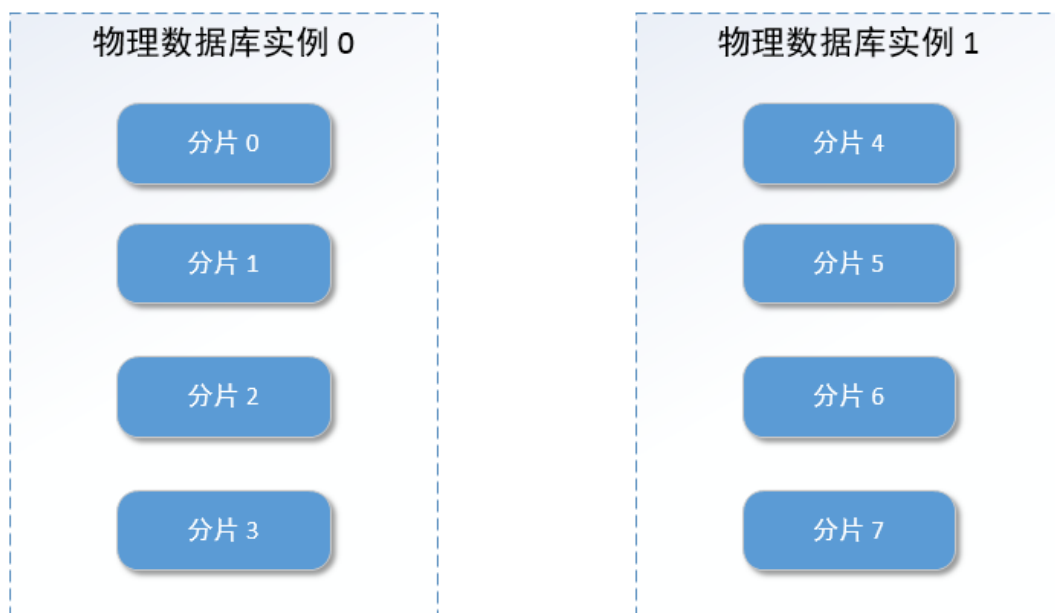 物理数据库实例 0
分片 0
分片 1
分片 2
分片 3
物理数据库实例 1
分片 4
分片 5
分片 6
分片 7